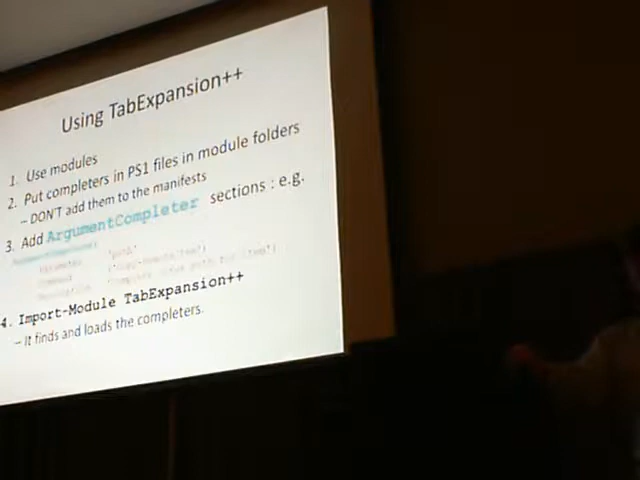 Using TabExpansion++
1. Use modules
2. Put completers in PS1 files in module folders
– DON'T add them to the manifests
3. Add ArgumentCompleter sections : e.g.
4. Import-Module TabExpansion++
– It finds and loads the completers.